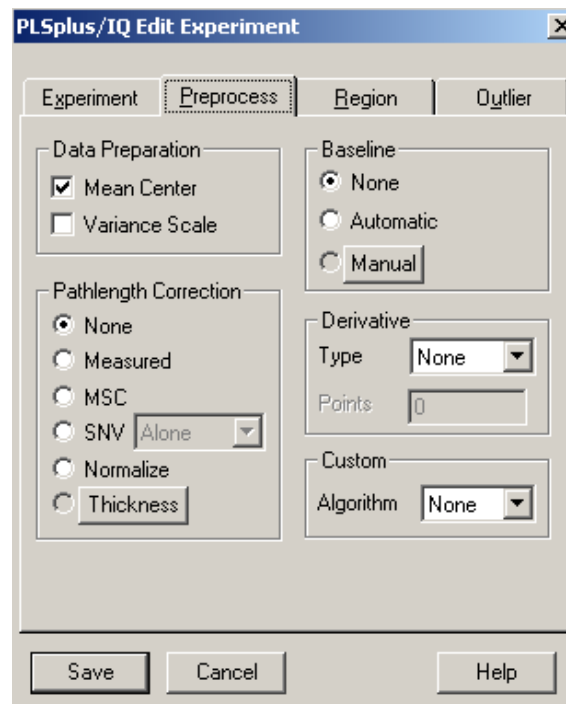 PLSplus/IQ Edit Experiment
Experiment Preprocess Region Outlier
Data Preparation
Mean Center
Variance Scale
Pathlength Correction
None
Measured
MSC
SNV Alone
Normalize
Thickness
Baseline
None
Automatic
Manual
Derivative
Type None
Points 0
Custom
Algorithm None
Save Cancel Help